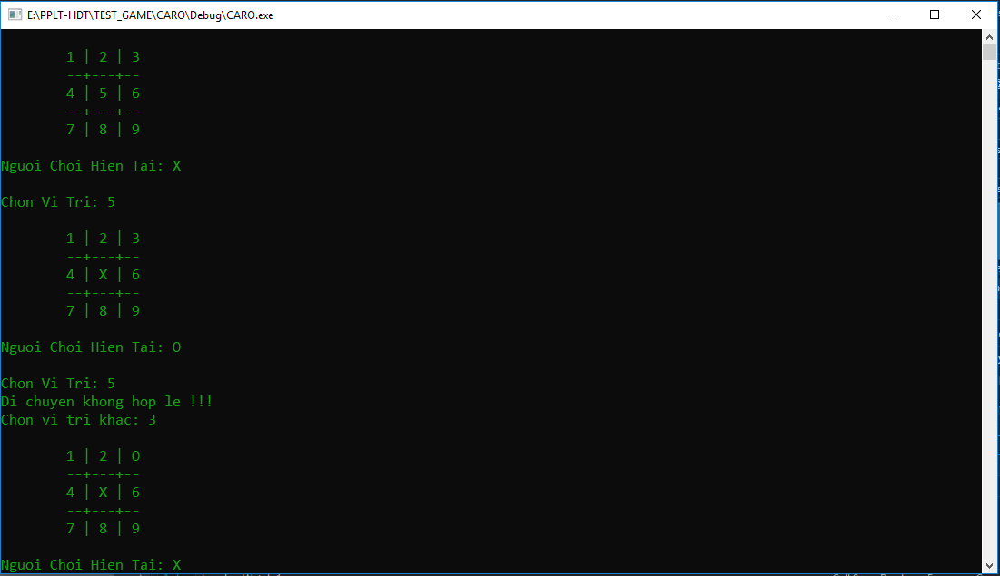 E:\PPLT-HDT\TEST_GAME\CARO\Debug\CARO.exe
1 | 2 | 3
--+---+--
4 | 5 | 6
--+---+--
7 | 8 | 9
Nguoi Choi Hien Tai: X
Chon Vi Tri: 5
1 | 2 | 3
--+---+--
4 | X | 6
--+---+--
7 | 8 | 9
Nguoi Choi Hien Tai: O
Chon Vi Tri: 5
Di chuyen khong hop le !!!
Chon vi tri khac: 3
1 | 2 | O
--+---+--
4 | X | 6
--+---+--
7 | 8 | 9
Nguoi Choi Hien Tai: X